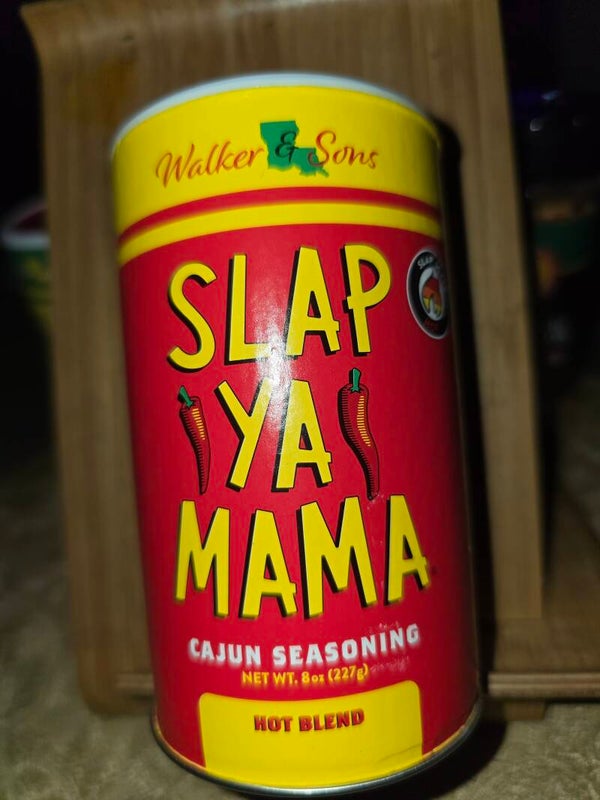 Walker & Sons
SLAP
YA
MAMA
CAJUN SEASONING
NET WT. 8oz (227g)
HOT BLEND